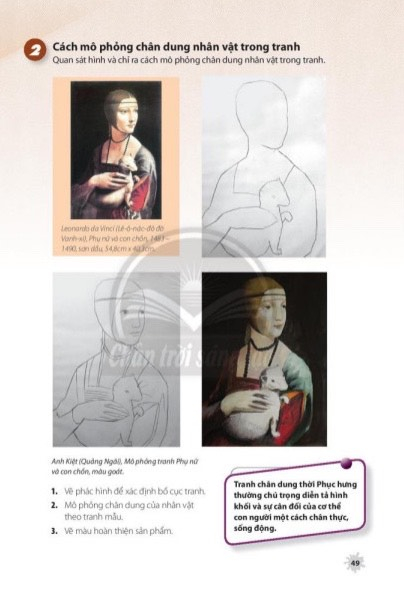 2 Cách mô phỏng chân dung nhân vật trong tranh
Quan sát hình và chỉ ra cách mô phỏng chân dung nhân vật trong tranh.
Leonardo da Vinci (Lê-ô-nác-đô đờ
Vanh-xi), Phụ nữ và con chồn, 1489 –
1490, sơn dầu, 54,8cm x 40,3cm
Chân trời sáng tạo
Anh Kiệt (Quảng Ngãi), Mô phỏng tranh Phụ nữ
và con chồn, màu goát.
1. Vẽ phác hình để xác định bố cục tranh.
2. Mô phỏng chân dung của nhân vật
theo tranh mẫu.
3. Vẽ màu hoàn thiện sản phẩm.
Tranh chân dung thời Phục hưng
thường chú trọng diễn tả hình
khối và sự cân đối của cơ thể
con người một cách chân thực,
sống động.
49